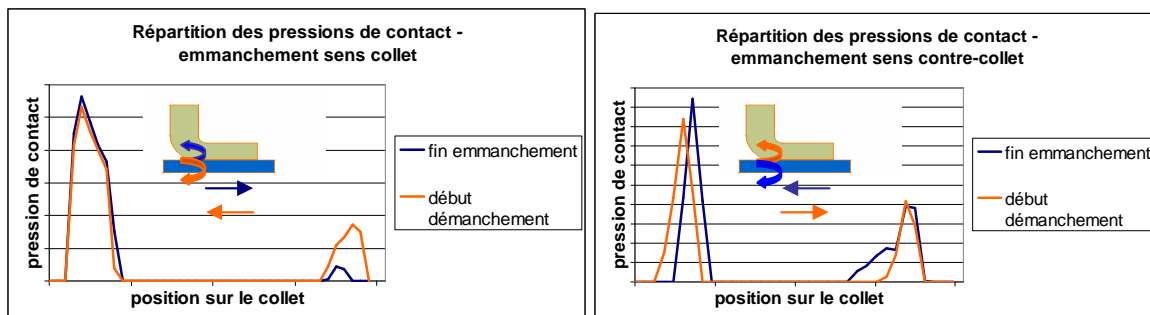 Répartition des pressions de contact -
emmanchement sens collet
pression de contact
fin emmanchement
début
démanchement
position sur le collet
Répartition des pressions de contact -
emmanchement sens contre-collet
pression de contact
fin emmanchement
début
démanchement
position sur le collet